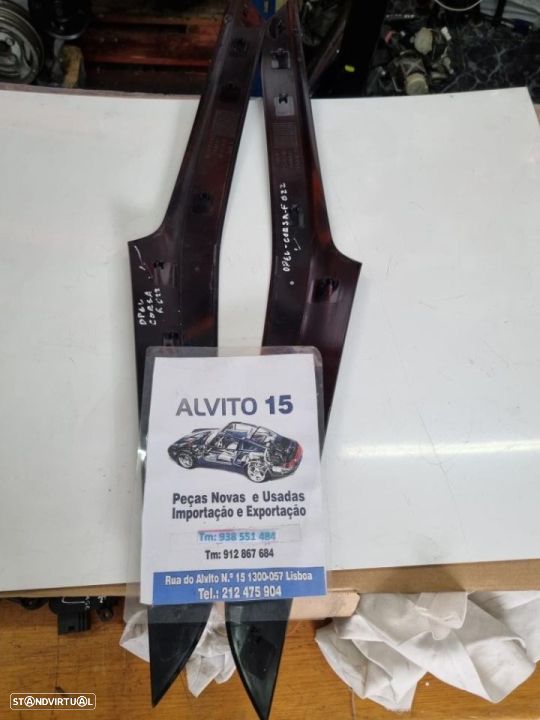 OPEL
CORSA
OPEL-CORSA-F 022
ALVITO 15
Peças Novas e Usadas
Importação e Exportação
Tm: 938 551 484
Tm: 912 867 684
Rua do Alvito N.º 15 1300-057 Lisboa
Tel.: 212 475 904
STANDVIRTUAL